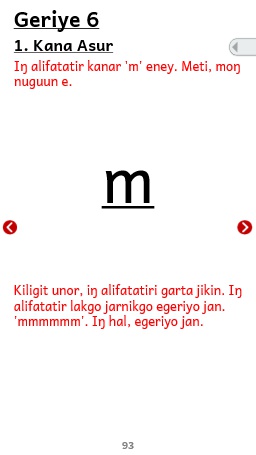 Geriye 6
1. Kana Asur
Iŋ alifatatir kanar 'm' eney. Meti, moŋ
nuguun e.
m
Kiligit unor, iŋ alifatatiri garta jikin. Iŋ
alifatatir lakgo jarnikgo egeriyo jan.
'mmmmmm'. Iŋ hal, egeriyo jan.
93